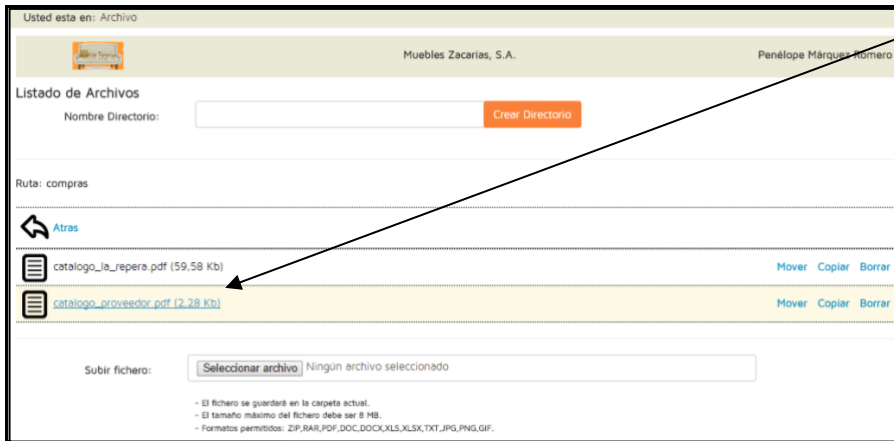 Usted esta en: Archivo
Muebles Zacarias, S.A. Penélope Márquez Romero
Listado de Archivos
Nombre Directorio: Crear Directorio
Ruta: compras
Atras
catalogo_la_repera.pdf (59,58 Kb) Mover Copiar Borrar
catalogo_proveedor.pdf (2,28 Kb) Mover Copiar Borrar
Subir fichero: Seleccionar archivo Ningún archivo seleccionado
- El fichero se guardará en la carpeta actual.
- El tamaño máximo del fichero debe ser 8 MB.
- Formatos permitidos: ZIP,RAR,PDF,DOC,DOCX,XLS,XLSX,TXT,JPG,PNG,GIF.